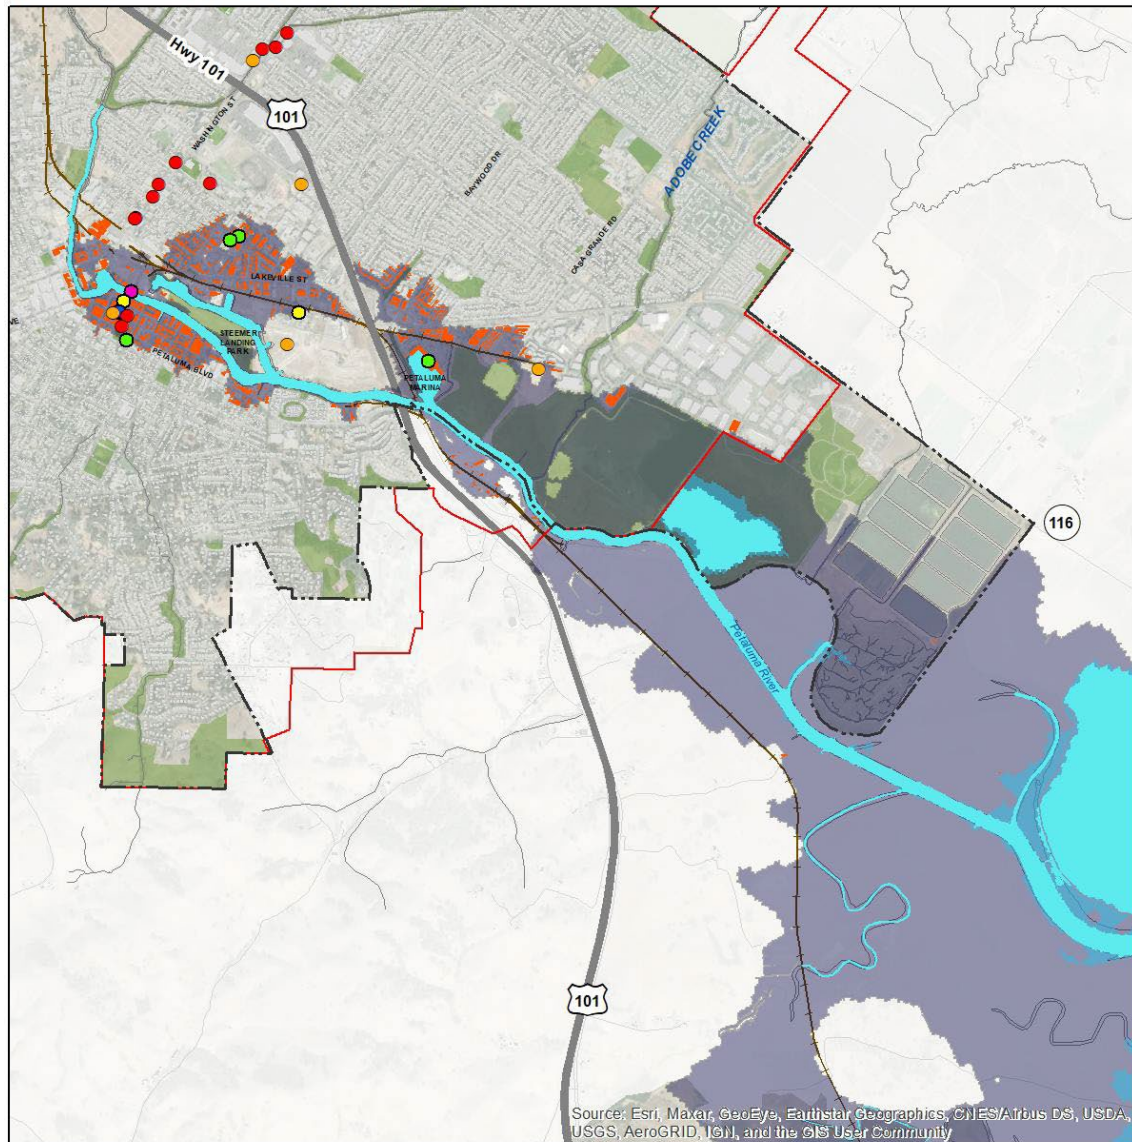 Hwy 101
101
WASHINGTON ST
BAYWOOD DR
ADOBE CREEK
CASA GRANDE RD
LAKEVILLE ST
STEEMER
LANDING
PARK
PETALUMA BLVD
PETALUMA
MARINA
116
Petaluma River
101
Source: Esri, Maxar, GeoEye, Earthstar Geographics, CNES/Airbus DS, USDA,
USGS, AeroGRID, IGN, and the GIS User Community